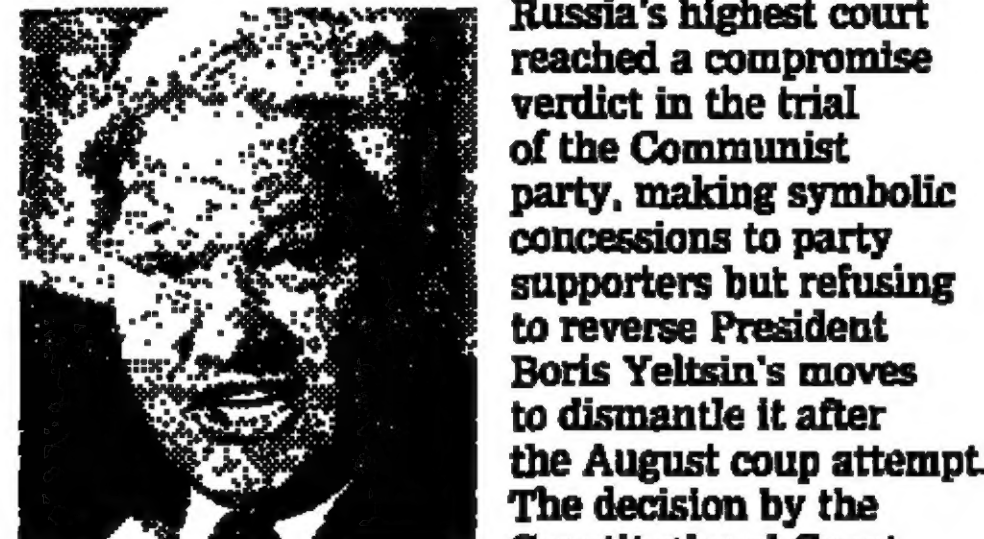 Russia's highest court
reached a compromise
verdict in the trial
of the Communist
party, making symbolic
concessions to party
supporters but refusing
to reverse President
Boris Yeltsin's moves
to dismantle it after
the August coup attempt.
The decision by the